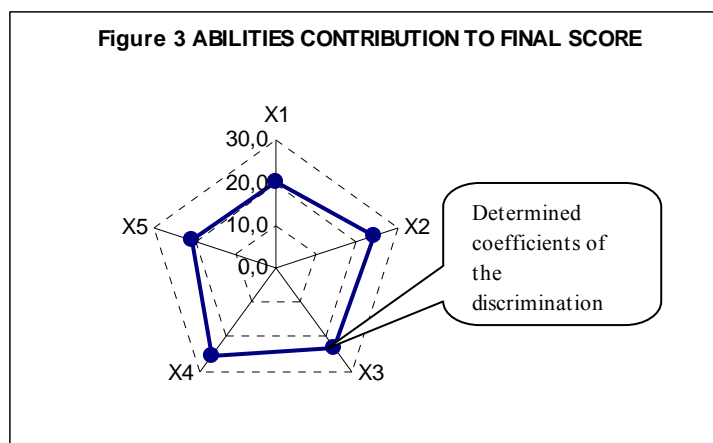 Figure 3 ABILITIES CONTRIBUTION TO FINAL SCORE
X1
30,0
20,0
10,0
0,0
X5
X2
X4
X3
Determined
coefficients of
the
discrimination